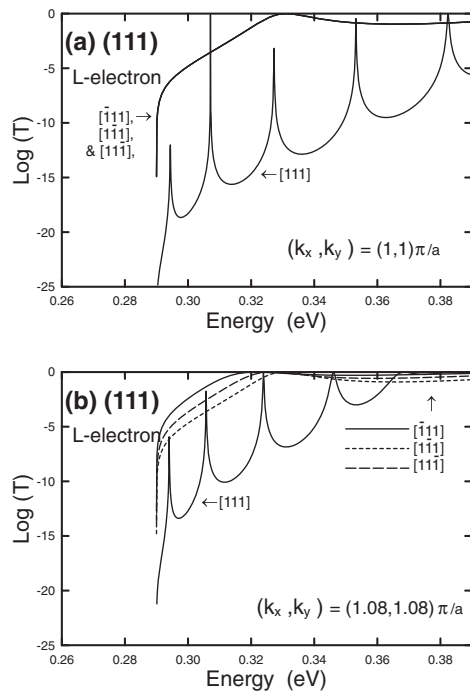 (a) (111)
L-electron
[1̄11], →
[11̄1],
& [111̄],
←[111]
(kx ,ky ) = (1,1)π/a
0
-5
-10
-15
-20
-25
Log (T)
0.26 0.28 0.30 0.32 0.34 0.36 0.38
Energy (eV)
(b) (111)
L-electron
↑
[1̄11]
[11̄1]
[111̄]
←[111]
(kx ,ky ) = (1.08,1.08)π/a
0
-5
-10
-15
-20
-25
Log (T)
0.26 0.28 0.30 0.32 0.34 0.36 0.38
Energy (eV)